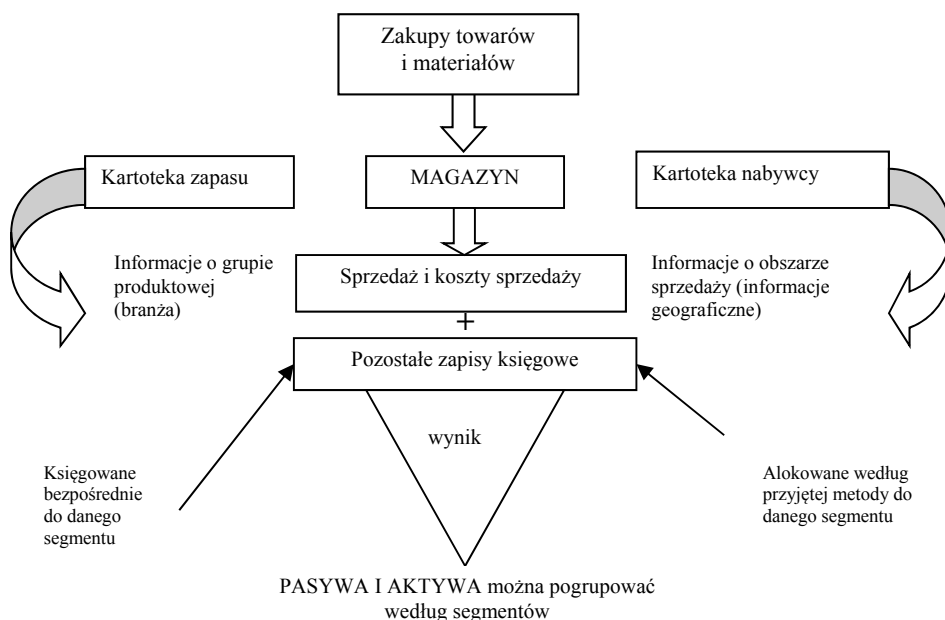 Zakupy towarów
i materiałów
Kartoteka zapasu
MAGAZYN
Kartoteka nabywcy
Informacje o grupie
produktowej
(branża)
Sprzedaż i koszty sprzedaży
Informacje o obszarze
sprzedaży (informacje
geograficzne)
+
Pozostałe zapisy księgowe
wynik
Księgowane
bezpośrednie
do danego
segmentu
Alokowane według
przyjętej metody do
danego segmentu
PASYWA I AKTYWA można pogrupować
według segmentów